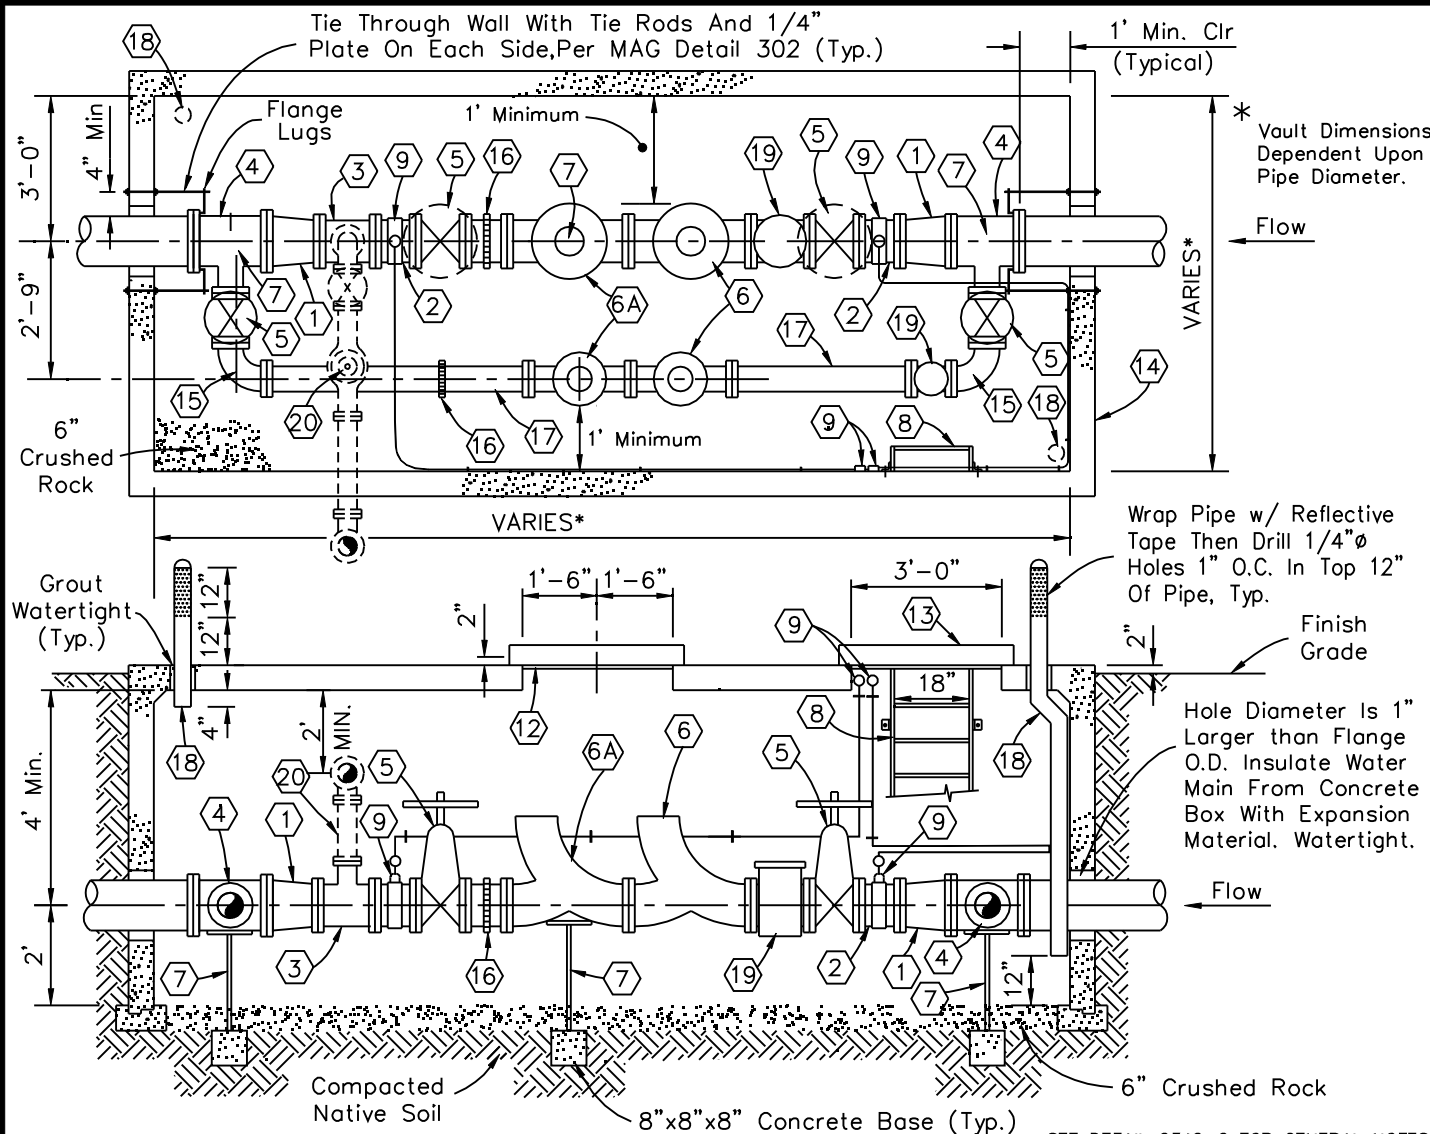 Tie Through Wall With Tie Rods And 1/4"
Plate On Each Side,Per MAG Detail 302 (Typ.)
1' Min. Clr
(Typical)
18
Flange
Lugs
1' Minimum
*
Vault Dimensions
Dependent Upon
Pipe Diameter.
4" Min
3'-0"
2'-9"
4
3
9
5
16
7
19
5
9
1
7
4
Flow
VARIES*
7
1
2
6A
6
2
5
17
19
5
14
15
20
16
17
1' Minimum
9
8
15
18
6"
Crushed
Rock
VARIES*
Wrap Pipe w/ Reflective
Tape Then Drill 1/4"ø
Holes 1" O.C. In Top 12"
Of Pipe, Typ.
Grout
Watertight
(Typ.)
12"
12"
4"
2"
1'-6"
1'-6"
3'-0"
9
13
2"
Finish
Grade
18"
12
8
18
18
2'
MIN.
Hole Diameter Is 1"
Larger than Flange
O.D. Insulate Water
Main From Concrete
Box With Expansion
Material. Watertight.
4' Min.
2'
20
5
6A
6
5
4
1
9
9
Flow
7
3
16
7
19
2
1
4
7
12"
Compacted
Native Soil
8"x8"x8" Concrete Base (Typ.)
6" Crushed Rock